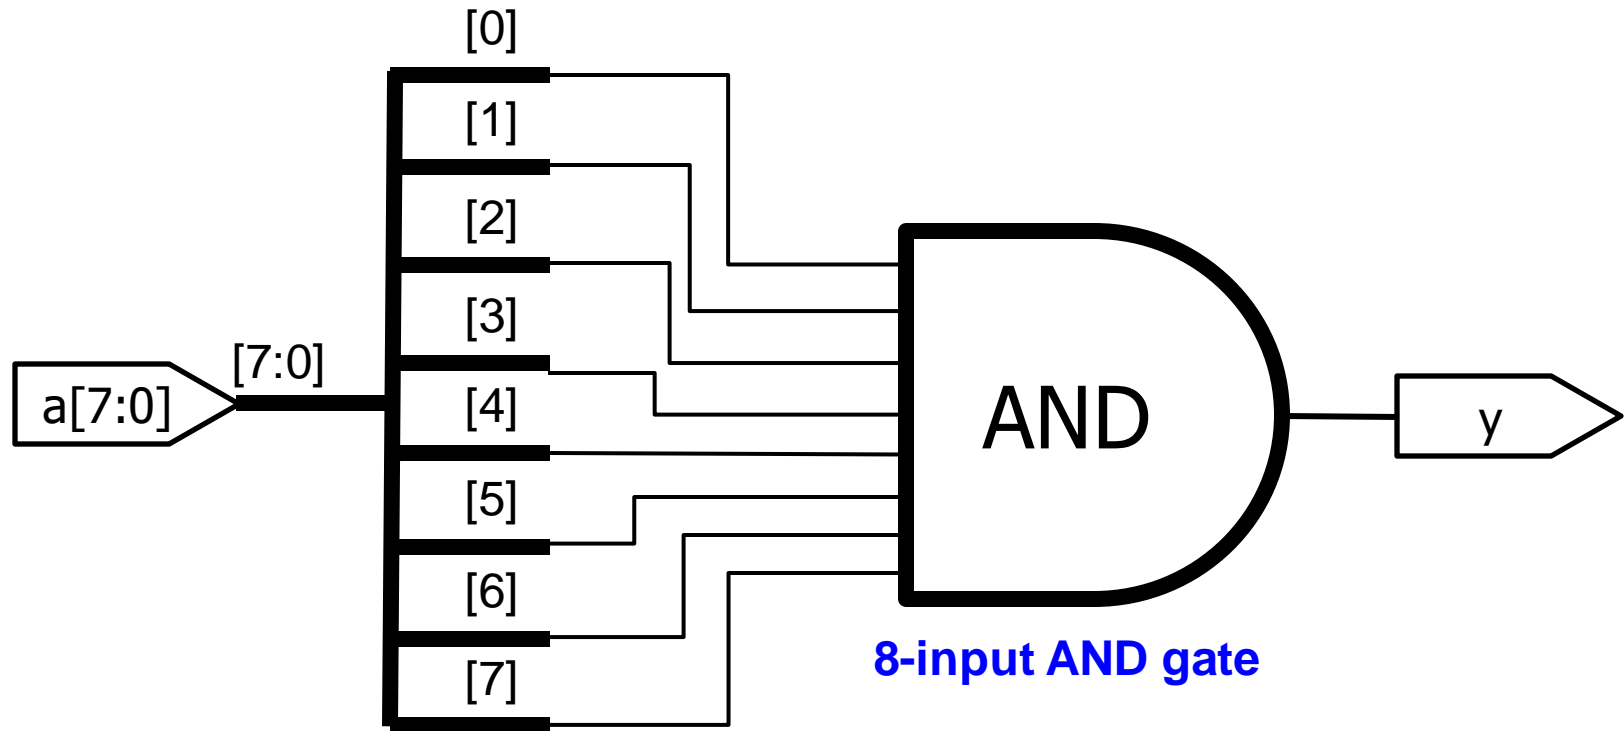 [0]
[1]
[2]
[3]
[7:0]
a[7:0]
[4]
AND
y
[5]
[6]
8-input AND gate
[7]